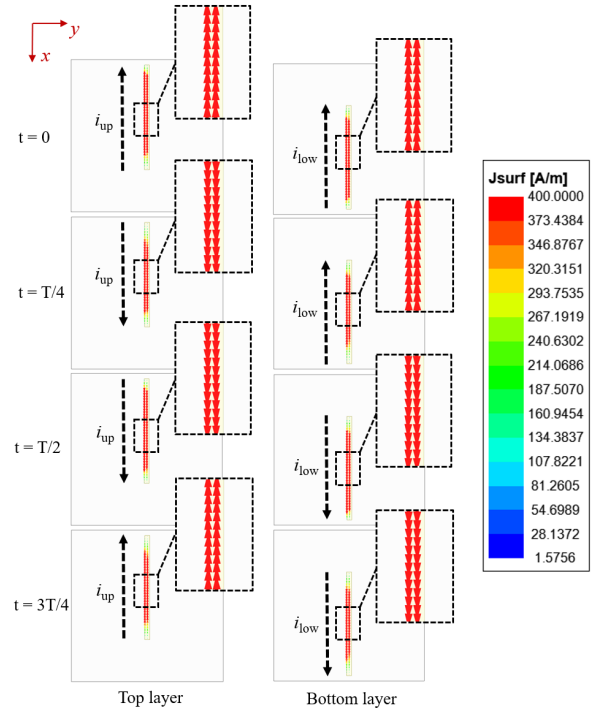 y
x
t = 0
i_up
i_low
t = T/4
i_up
i_low
t = T/2
i_up
i_low
t = 3T/4
i_up
i_low
Top layer
Bottom layer
Jsurf [A/m]
400.0000
373.4384
346.8767
320.3151
293.7535
267.1919
240.6302
214.0686
187.5070
160.9454
134.3837
107.8221
81.2605
54.6989
28.1372
1.5756